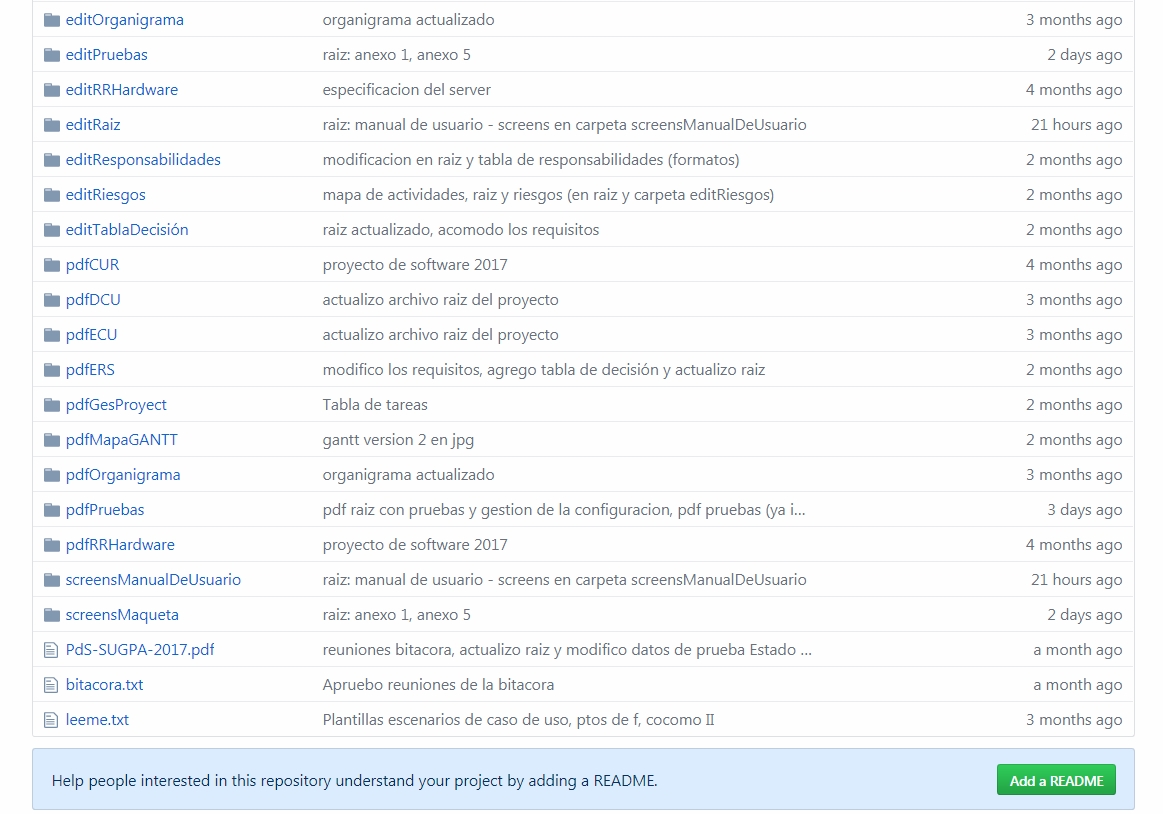 editOrganigrama organigrama actualizado 3 months ago
editPruebas raiz: anexo 1, anexo 5 2 days ago
editRRHardware especificacion del server 4 months ago
editRaiz raiz: manual de usuario - screens en carpeta screensManualDeUsuario 21 hours ago
editResponsabilidades modificacion en raiz y tabla de responsabilidades (formatos) 2 months ago
editRiesgos mapa de actividades, raiz y riesgos (en raiz y carpeta editRiesgos) 2 months ago
editTablaDecisión raiz actualizado, acomodo los requisitos 2 months ago
pdfCUR proyecto de software 2017 4 months ago
pdfDCU actualizo archivo raiz del proyecto 3 months ago
pdfECU actualizo archivo raiz del proyecto 3 months ago
pdfERS modifico los requisitos, agrego tabla de decisión y actualizo raiz 2 months ago
pdfGesProyect Tabla de tareas 2 months ago
pdfMapaGANTT gantt version 2 en jpg 2 months ago
pdfOrganigrama organigrama actualizado 3 months ago
pdfPruebas pdf raiz con pruebas y gestion de la configuracion, pdf pruebas (ya i... 3 days ago
pdfRRHardware proyecto de software 2017 4 months ago
screensManualDeUsuario raiz: manual de usuario - screens en carpeta screensManualDeUsuario 21 hours ago
screensMaqueta raiz: anexo 1, anexo 5 2 days ago
PdS-SUGPA-2017.pdf reuniones bitacora, actualizo raiz y modifico datos de prueba Estado ... a month ago
bitacora.txt Apruebo reuniones de la bitacora a month ago
leeme.txt Plantillas escenarios de caso de uso, ptos de f, cocomo II 3 months ago
Help people interested in this repository understand your project by adding a README. Add a README